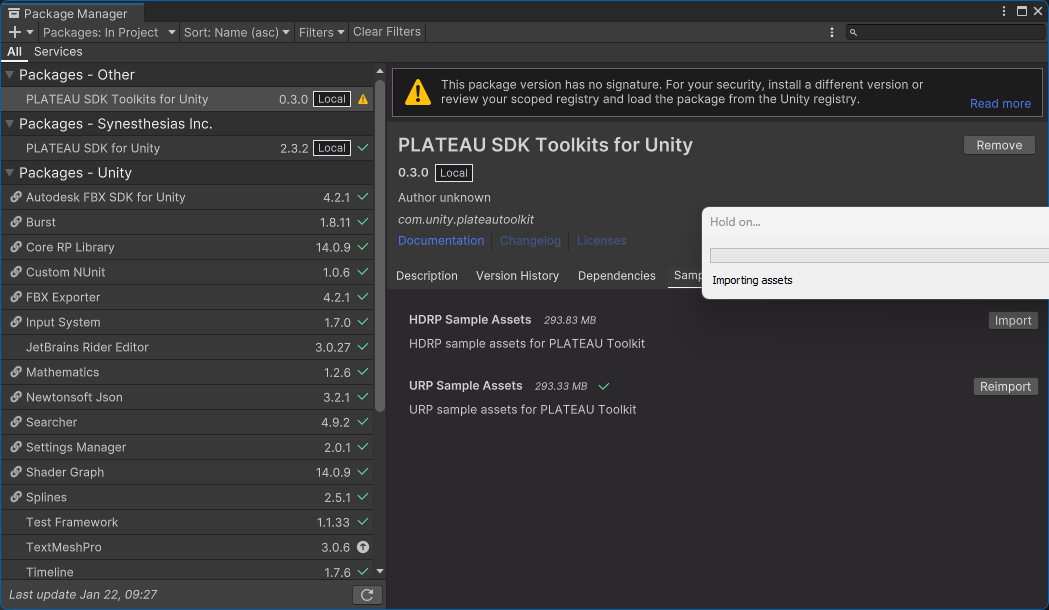 Package Manager
Packages: In Project Sort: Name (asc) Filters Clear Filters
All Services
Packages - Other
PLATEAU SDK Toolkits for Unity 0.3.0 Local
Packages - Synesthesias Inc.
PLATEAU SDK for Unity 2.3.2 Local
Packages - Unity
Autodesk FBX SDK for Unity 4.2.1
Burst 1.8.11
Core RP Library 14.0.9
Custom NUnit 1.0.6
FBX Exporter 4.2.1
Input System 1.7.0
JetBrains Rider Editor 3.0.27
Mathematics 1.2.6
Newtonsoft Json 3.2.1
Searcher 4.9.2
Settings Manager 2.0.1
Shader Graph 14.0.9
Splines 2.5.1
Test Framework 1.1.33
TextMeshPro 3.0.6
Timeline 1.7.6
Last update Jan 22, 09:27
This package version has no signature. For your security, install a different version or
review your scoped registry and load the package from the Unity registry.
Read more
PLATEAU SDK Toolkits for Unity Remove
0.3.0 Local
Author unknown
com.unity.plateautoolkit
Documentation Changelog Licenses
Description Version History Dependencies Samp
Hold on...
Importing assets
HDRP Sample Assets 293.83 MB Import
HDRP sample assets for PLATEAU Toolkit
URP Sample Assets 293.33 MB Reimport
URP sample assets for PLATEAU Toolkit